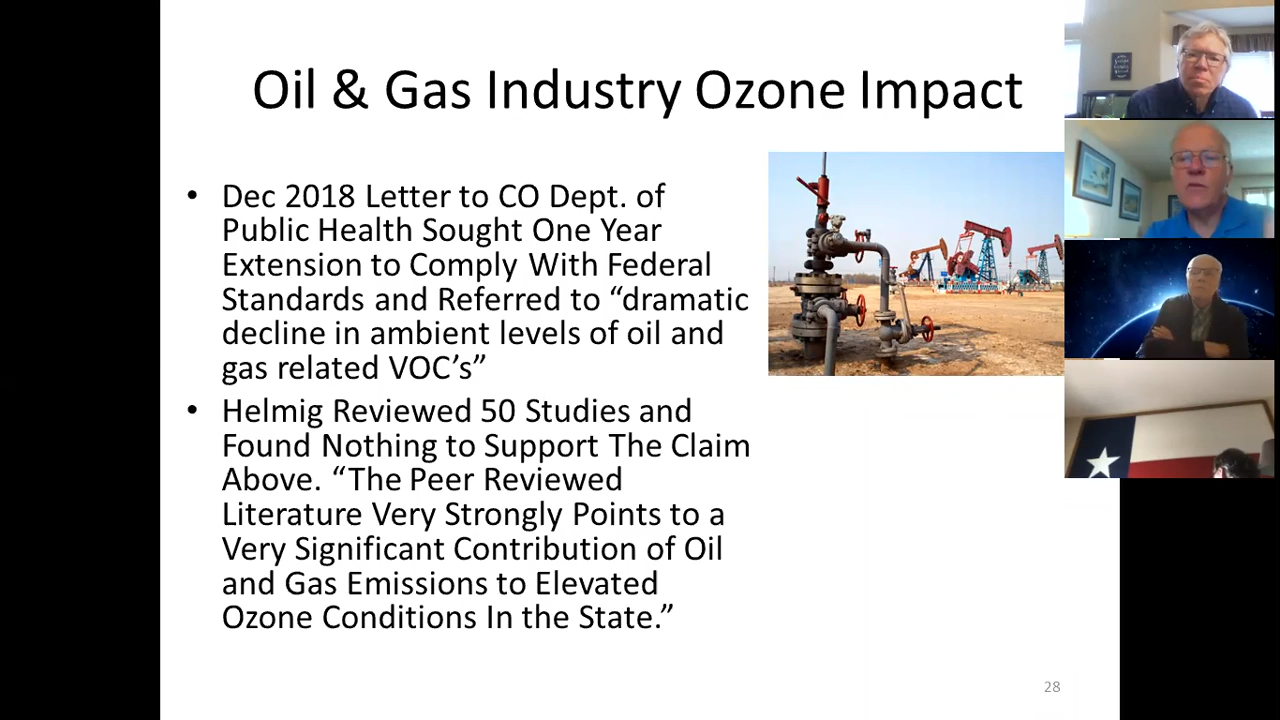 Oil & Gas Industry Ozone Impact
• Dec 2018 Letter to CO Dept. of
Public Health Sought One Year
Extension to Comply With Federal
Standards and Referred to “dramatic
decline in ambient levels of oil and
gas related VOC’s”
• Helmig Reviewed 50 Studies and
Found Nothing to Support The Claim
Above. “The Peer Reviewed
Literature Very Strongly Points to a
Very Significant Contribution of Oil
and Gas Emissions to Elevated
Ozone Conditions In the State.”
28